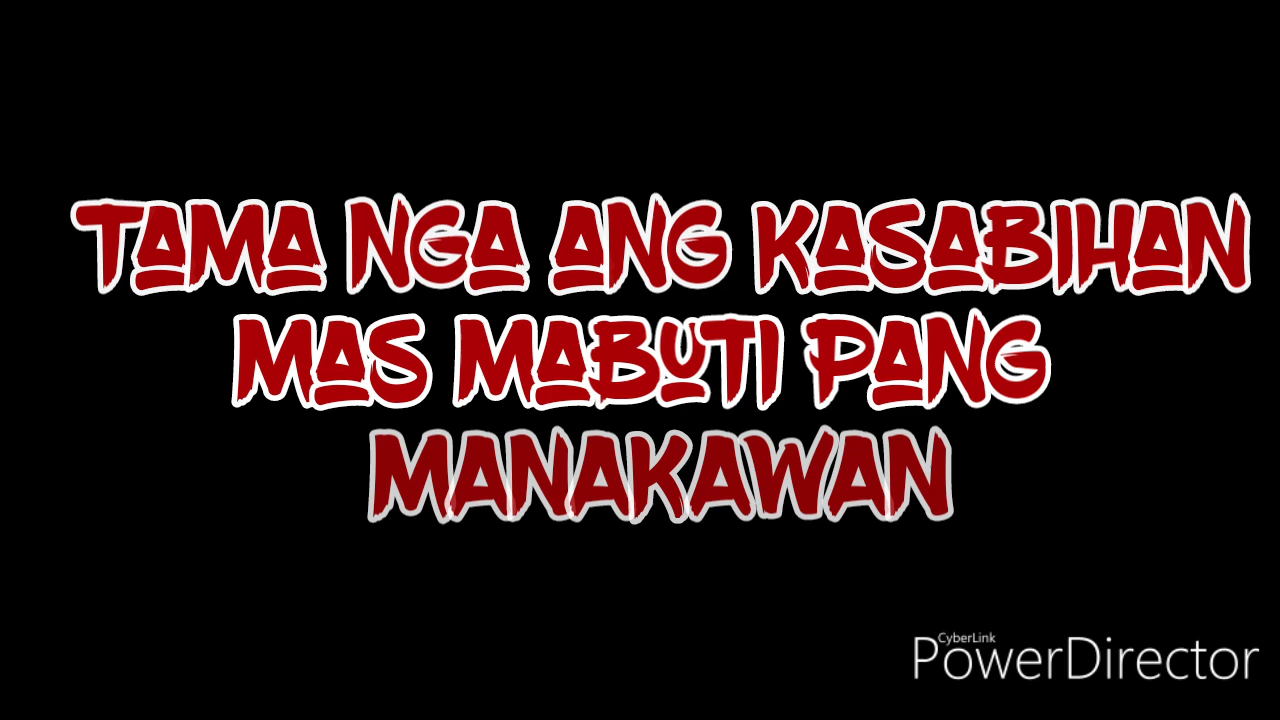 TAMA NGA ANG KASABIHAN
MAS MABUTI PANG
MANAKAWAN
CyberLink
PowerDirector